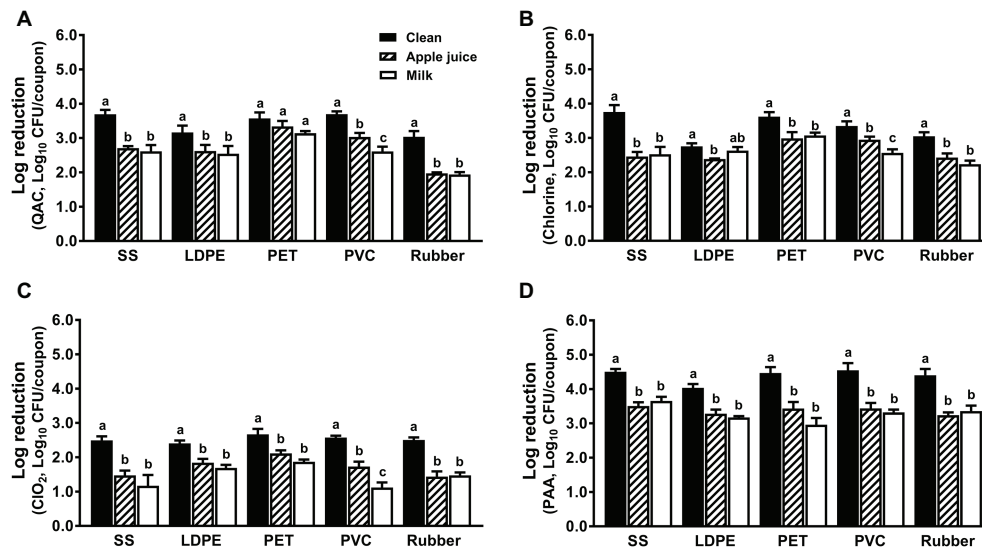 A
Log reduction
(QAC, Log10 CFU/coupon)
6.0
5.0
4.0
3.0
2.0
1.0
0.0
Clean
Apple juice
Milk
a b b a b b a a a a b c a b b
SS LDPE PET PVC Rubber
B
Log reduction
(Chlorine, Log10 CFU/coupon)
6.0
5.0
4.0
3.0
2.0
1.0
0.0
a b b a b ab a b b a b c a b b
SS LDPE PET PVC Rubber
C
Log reduction
(ClO2, Log10 CFU/coupon)
6.0
5.0
4.0
3.0
2.0
1.0
0.0
a b b a b b a b b a b c a b b
SS LDPE PET PVC Rubber
D
Log reduction
(PAA, Log10 CFU/coupon)
6.0
5.0
4.0
3.0
2.0
1.0
0.0
a b b a b b a b b a b b a b b
SS LDPE PET PVC Rubber